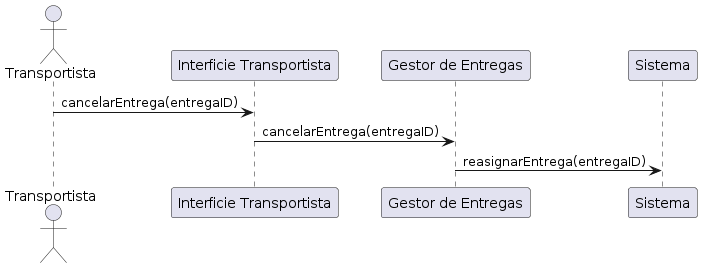 Transportista
Interficie Transportista
Gestor de Entregas
Sistema
cancelarEntrega(entregaID)
cancelarEntrega(entregaID)
reasignarEntrega(entregaID)
Transportista
Interficie Transportista
Gestor de Entregas
Sistema